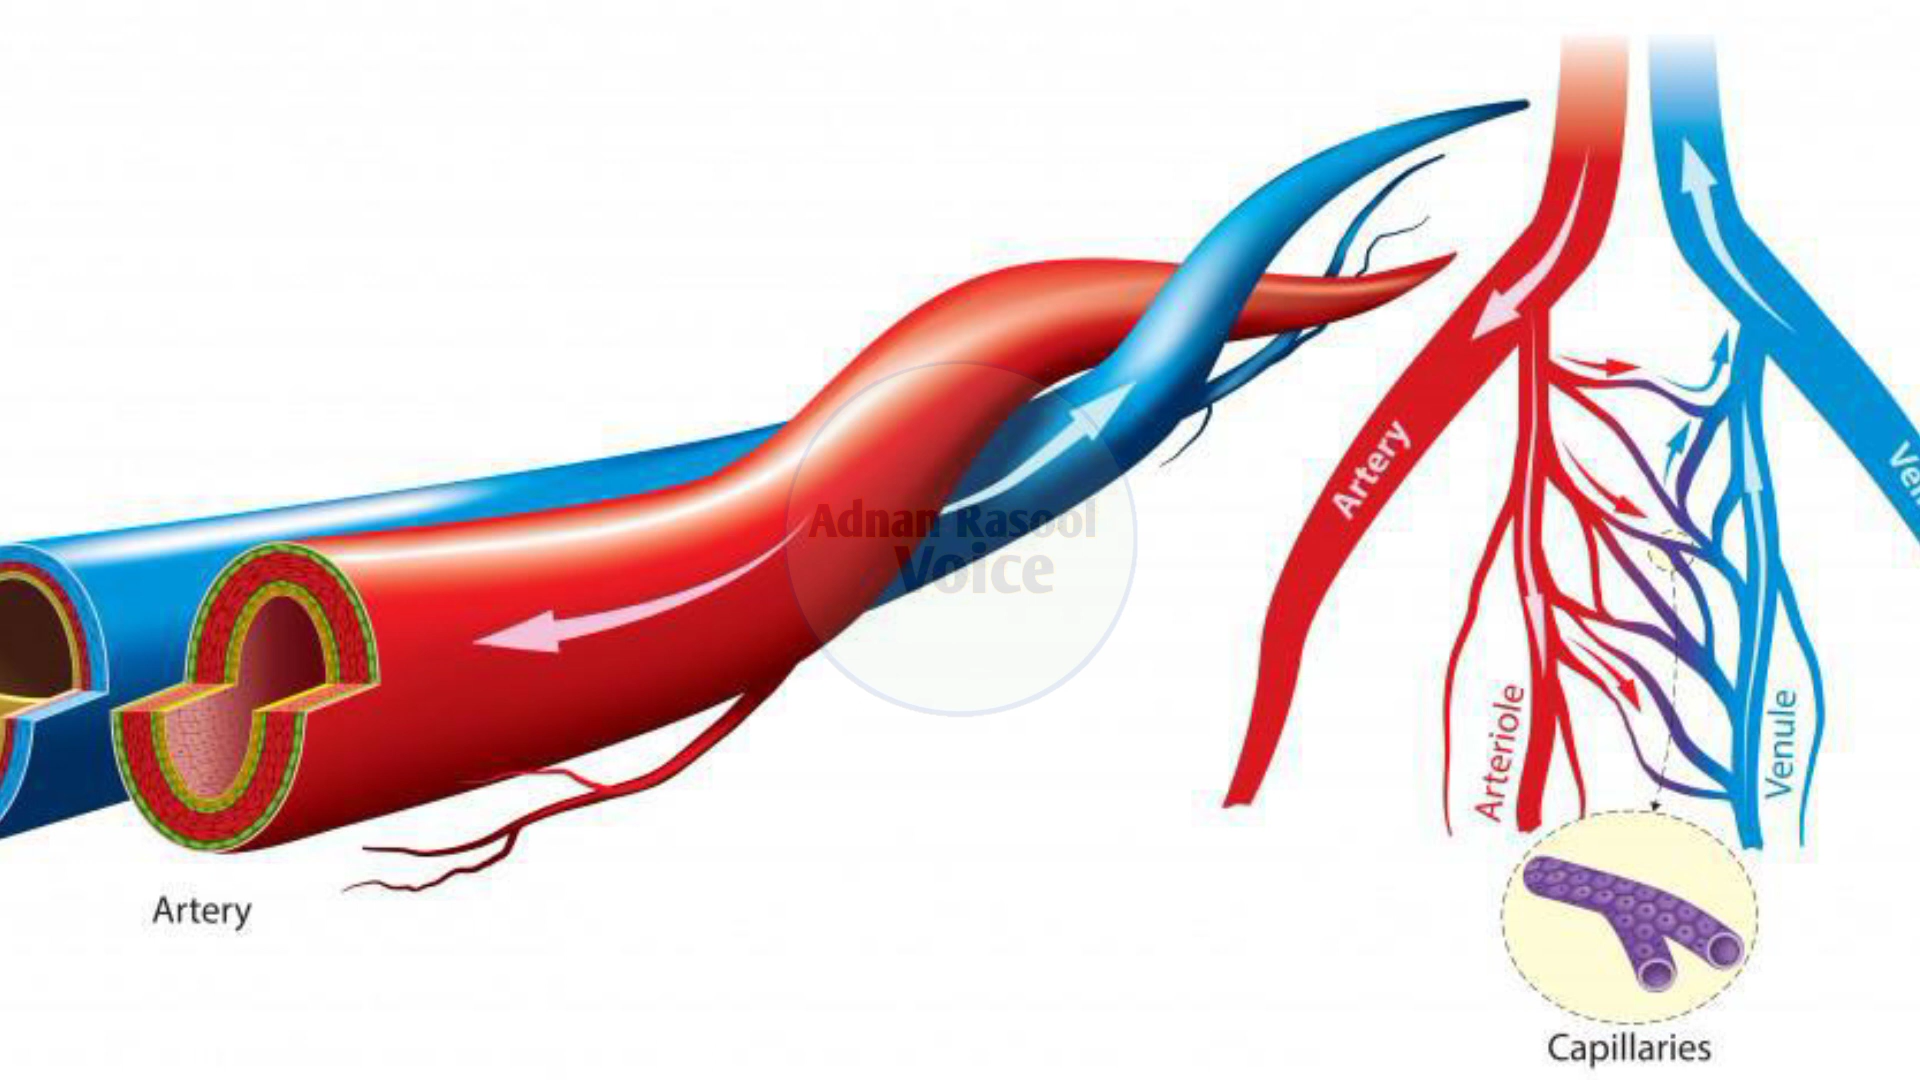 Artery
Adnan Rasool
Voice
Artery
Arteriole
Venule
Capillaries